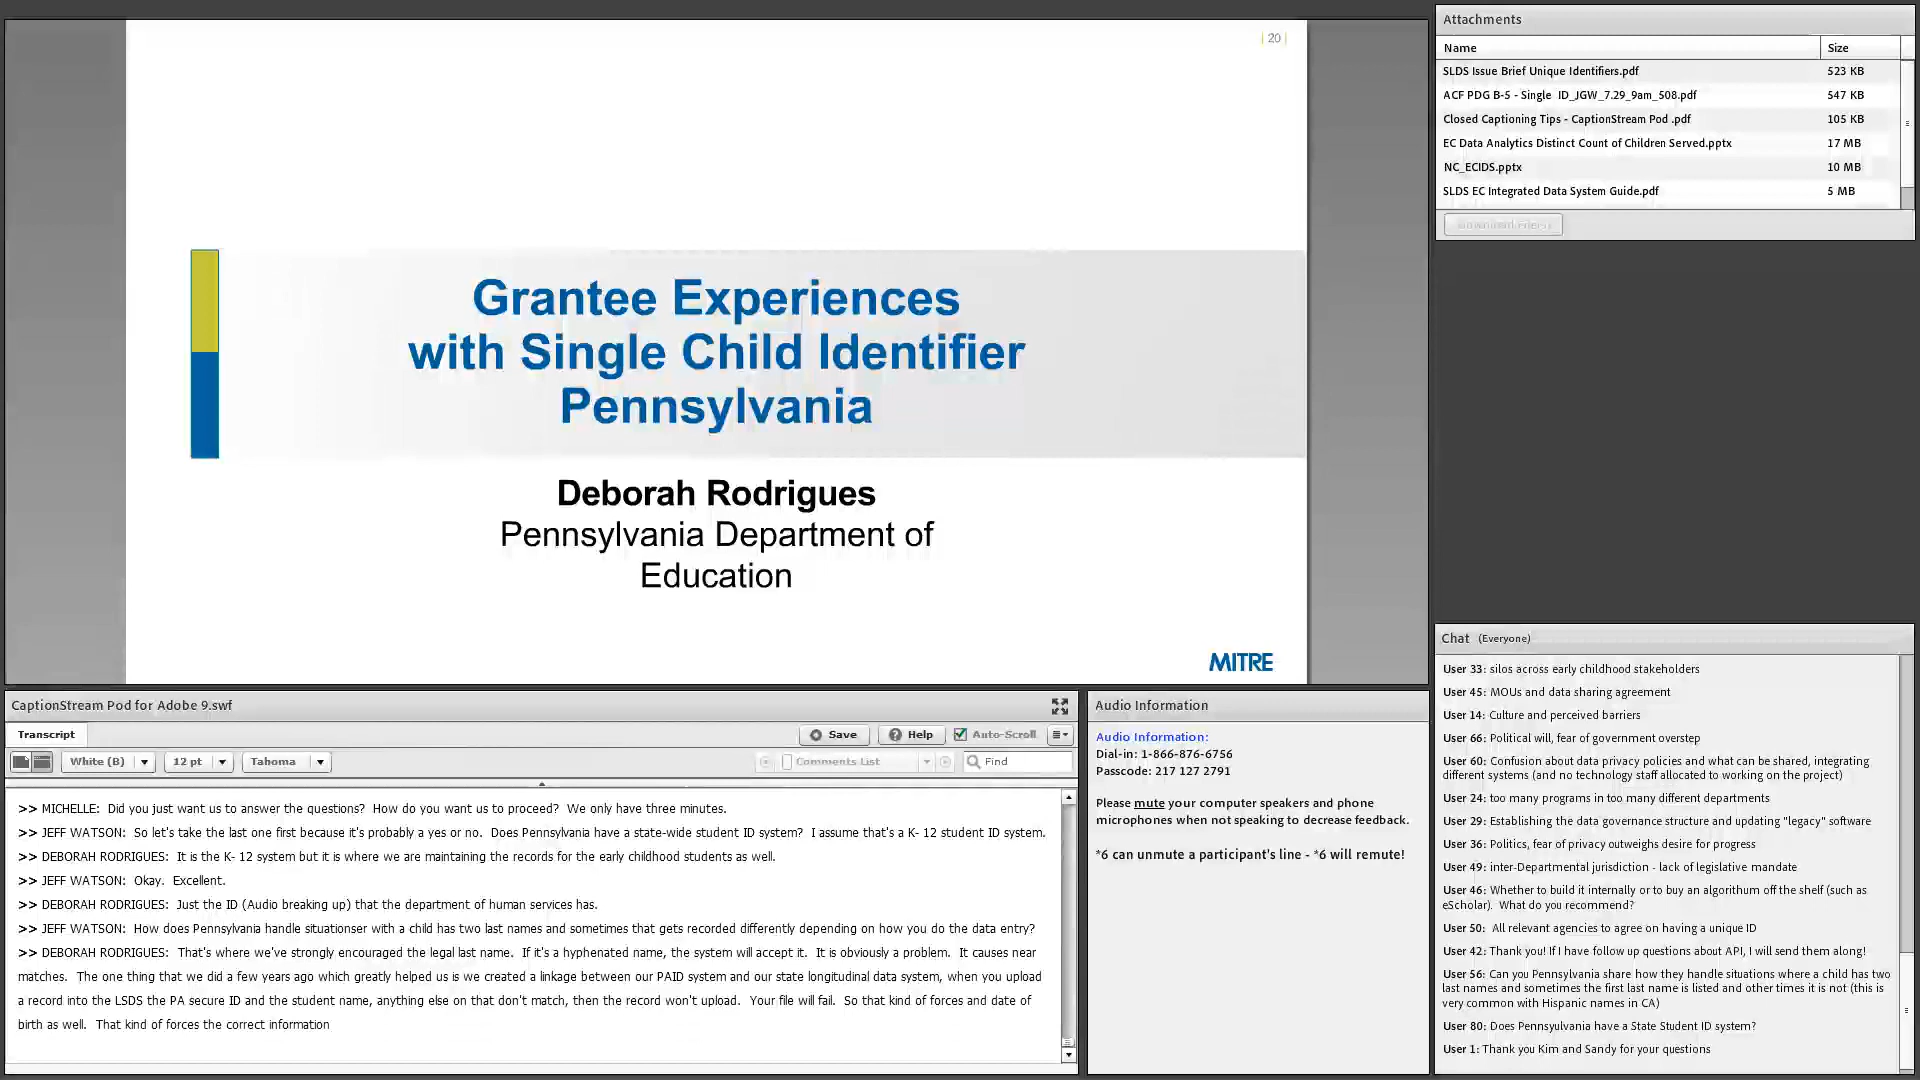 | 20 |
Grantee Experiences
with Single Child Identifier
Pennsylvania
Deborah Rodrigues
Pennsylvania Department of
Education
MITRE
Attachments
Name Size
SLDS Issue Brief Unique Identifiers.pdf 523 KB
ACF PDG B-5 - Single ID_JGW_7.29_9am_508.pdf 547 KB
Closed Captioning Tips - CaptionStream Pod .pdf 105 KB
EC Data Analytics Distinct Count of Children Served.pptx 17 MB
NC_ECIDS.pptx 10 MB
SLDS EC Integrated Data System Guide.pdf 5 MB
Download File(s)
CaptionStream Pod for Adobe 9.swf
Transcript Save Help Auto-Scroll
White (B) 12 pt Tahoma Comments List Find
>> MICHELLE: Did you just want us to answer the questions? How do you want us to proceed? We only have three minutes.
>> JEFF WATSON: So let's take the last one first because it's probably a yes or no. Does Pennsylvania have a state-wide student ID system? I assume that's a K- 12 student ID system.
>> DEBORAH RODRIGUES: It is the K- 12 system but it is where we are maintaining the records for the early childhood students as well.
>> JEFF WATSON: Okay. Excellent.
>> DEBORAH RODRIGUES: Just the ID (Audio breaking up) that the department of human services has.
>> JEFF WATSON: How does Pennsylvania handle situationser with a child has two last names and sometimes that gets recorded differently depending on how you do the data entry?
>> DEBORAH RODRIGUES: That's where we've strongly encouraged the legal last name. If it's a hyphenated name, the system will accept it. It is obviously a problem. It causes near
matches. The one thing that we did a few years ago which greatly helped us is we created a linkage between our PAID system and our state longitudinal data system, when you upload
a record into the LSDS the PA secure ID and the student name, anything else on that don't match, then the record won't upload. Your file will fail. So that kind of forces and date of
birth as well. That kind of forces the correct information
Audio Information
Audio Information:
Dial-in: 1-866-876-6756
Passcode: 217 127 2791
Please mute your computer speakers and phone
microphones when not speaking to decrease feedback.
*6 can unmute a participant's line - *6 will remute!
Chat (Everyone)
User 33: silos across early childhood stakeholders
User 45: MOUs and data sharing agreement
User 14: Culture and perceived barriers
User 66: Political will, fear of government overstep
User 60: Confusion about data privacy policies and what can be shared, integrating
different systems (and no technology staff allocated to working on the project)
User 24: too many programs in too many different departments
User 29: Establishing the data governance structure and updating "legacy" software
User 36: Politics, fear of privacy outweighs desire for progress
User 49: inter-Departmental jurisdiction - lack of legislative mandate
User 46: Whether to build it internally or to buy an algorithum off the shelf (such as
eScholar). What do you recommend?
User 50: All relevant agencies to agree on having a unique ID
User 42: Thank you! If I have follow up questions about API, I will send them along!
User 56: Can you Pennsylvania share how they handle situations where a child has two
last names and sometimes the first last name is listed and other times it is not (this is
very common with Hispanic names in CA)
User 80: Does Pennsyulvania have a State Student ID system?
User 1: Thank you Kim and Sandy for your questions